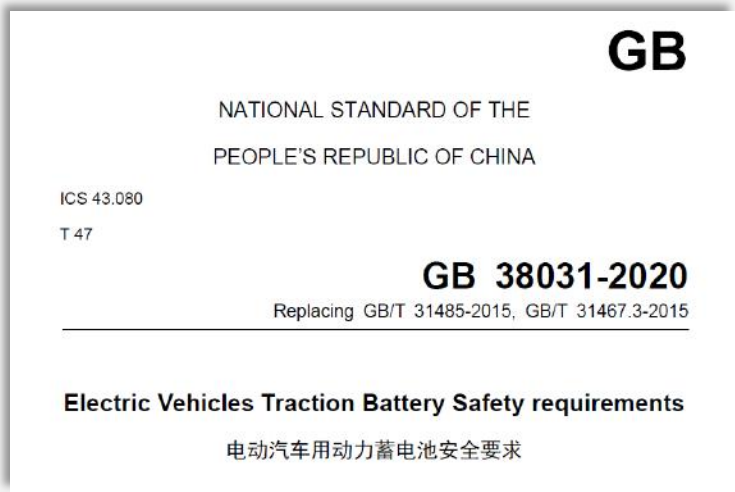 GB
NATIONAL STANDARD OF THE
PEOPLE'S REPUBLIC OF CHINA
ICS 43.080
T 47
GB 38031-2020
Replacing GB/T 31485-2015, GB/T 31467.3-2015
Electric Vehicles Traction Battery Safety requirements
电动汽车用动力蓄电池安全要求